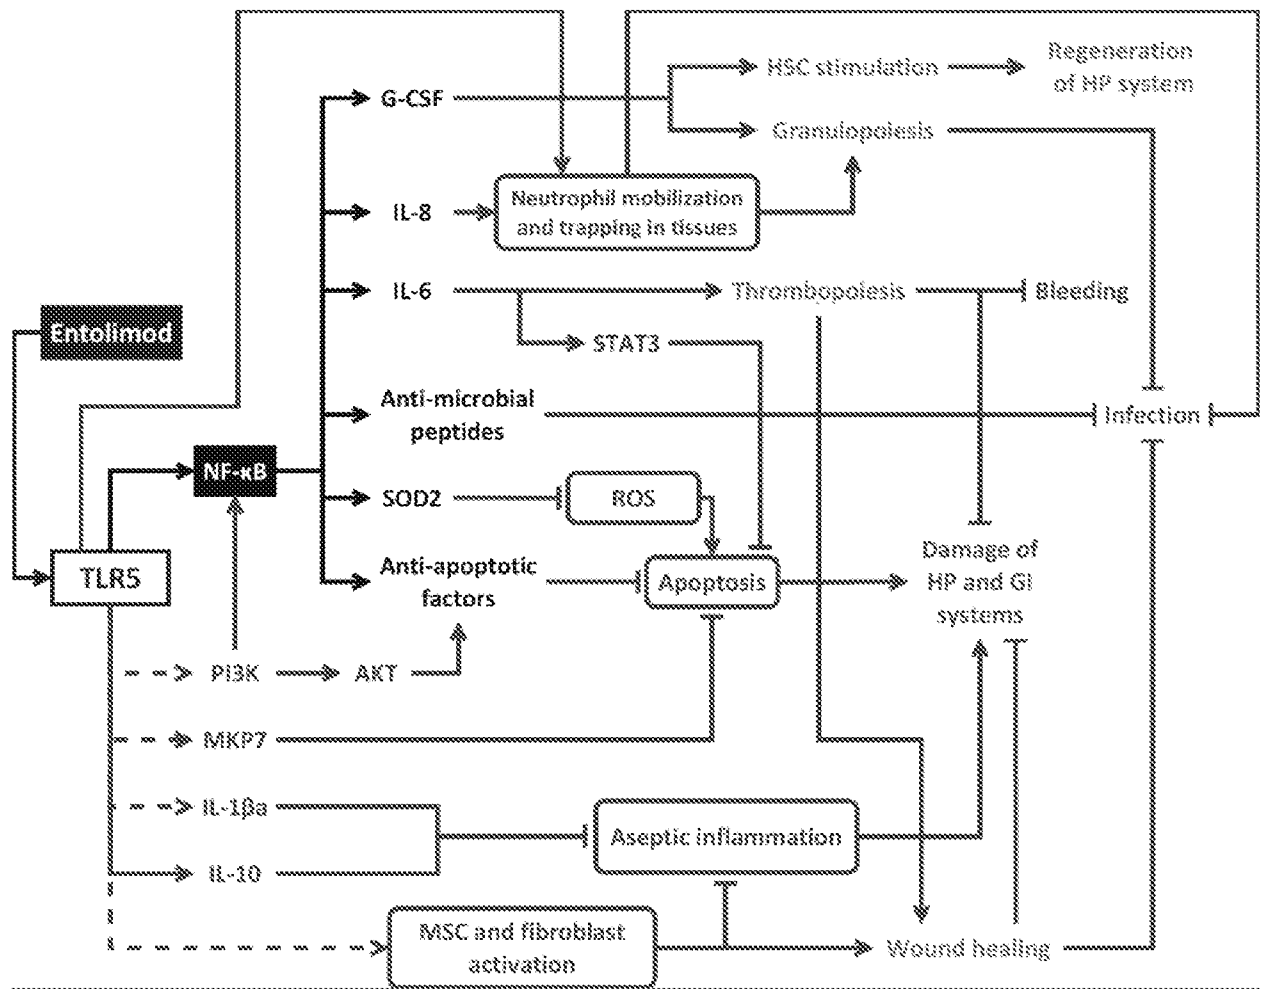 Regeneration
of HP system
HSC stimulation
G-CSF
Granulopoiesis
Neutrophil mobilization
and trapping in tissues
IL-8
IL-6
Thrombopoiesis
Bleeding
Entolimod
STAT3
Anti-microbial
peptides
Infection
NF-κB
SOD2
ROS
TLR5
Anti-apoptotic
factors
Apoptosis
Damage of
HP and GI
systems
PI3K
AKT
MKP7
IL-1βa
Aseptic inflammation
IL-10
MSC and fibroblast
activation
Wound healing